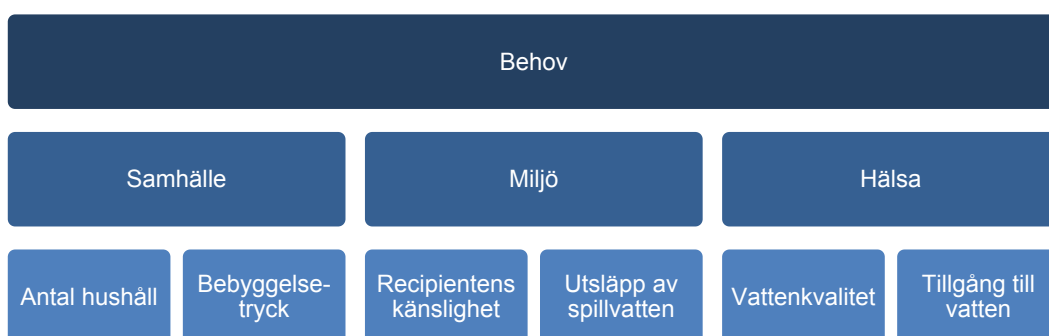 Behov
Samhälle
Miljö
Hälsa
Antal hushåll
Bebyggelse-
tryck
Recipientens
känslighet
Utsläpp av
spillvatten
Vattenkvalitet
Tillgång till
vatten